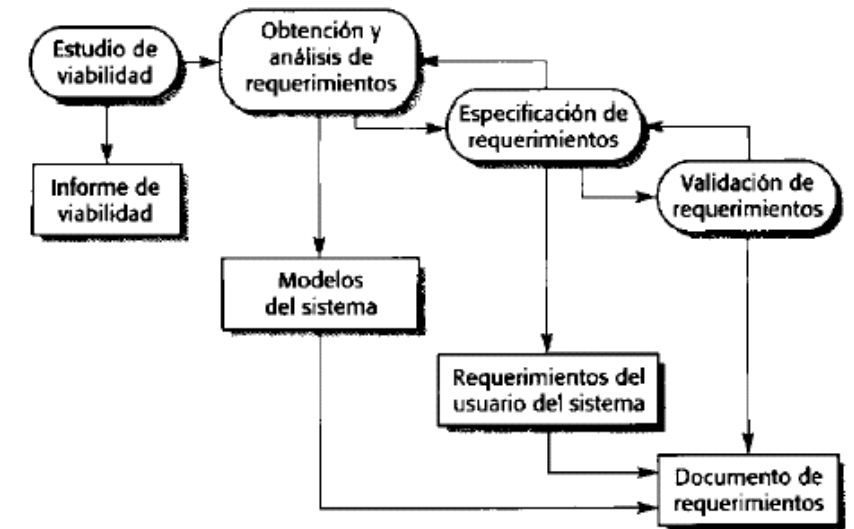 Estudio de
viabilidad
Obtención y
análisis de
requerimientos
Especificación de
requerimientos
Validación de
requerimientos
Informe de
viabilidad
Modelos
del sistema
Requerimientos del
usuario del sistema
Documento de
requerimientos